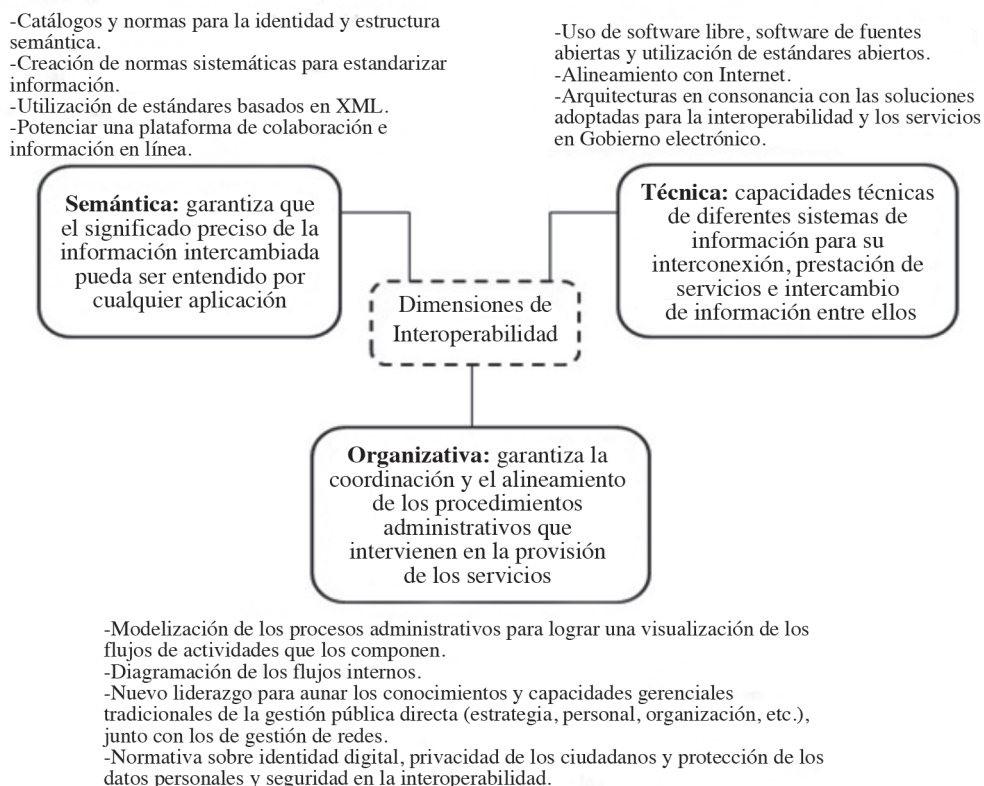 -Catálogos y normas para la identidad y estructura
semántica.
-Creación de normas sistemáticas para estandarizar
información.
-Utilización de estándares basados en XML.
-Potenciar una plataforma de colaboración e
información en línea.
-Uso de software libre, software de fuentes
abiertas y utilización de estándares abiertos.
-Alineamiento con Internet.
-Arquitecturas en consonancia con las soluciones
adoptadas para la interoperabilidad y los servicios
en Gobierno electrónico.
Semántica: garantiza que
el significado preciso de la
información intercambiada
pueda ser entendido por
cualquier aplicación
Técnica: capacidades técnicas
de diferentes sistemas de
información para su
interconexión, prestación de
servicios e intercambio
de información entre ellos
Dimensiones de
Interoperabilidad
Organizativa: garantiza la
coordinación y el alineamiento
de los procedimientos
administrativos que
intervienen en la provisión
de los servicios
-Modelización de los procesos administrativos para lograr una visualización de los
flujos de actividades que los componen.
-Diagramación de los flujos internos.
-Nuevo liderazgo para aunar los conocimientos y capacidades gerenciales
tradicionales de la gestión pública directa (estrategia, personal, organización, etc.),
junto con los de gestión de redes.
-Normativa sobre identidad digital, privacidad de los ciudadanos y protección de los
datos personales y seguridad en la interoperabilidad.